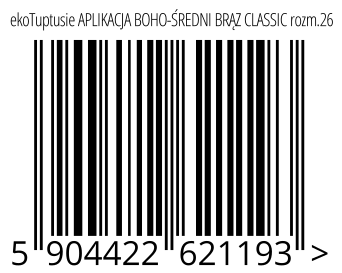 ekoTuptusie APLIKACJA BOHO-ŚREDNI BRĄZ CLASSIC rozm.26
5 904422 621193 >